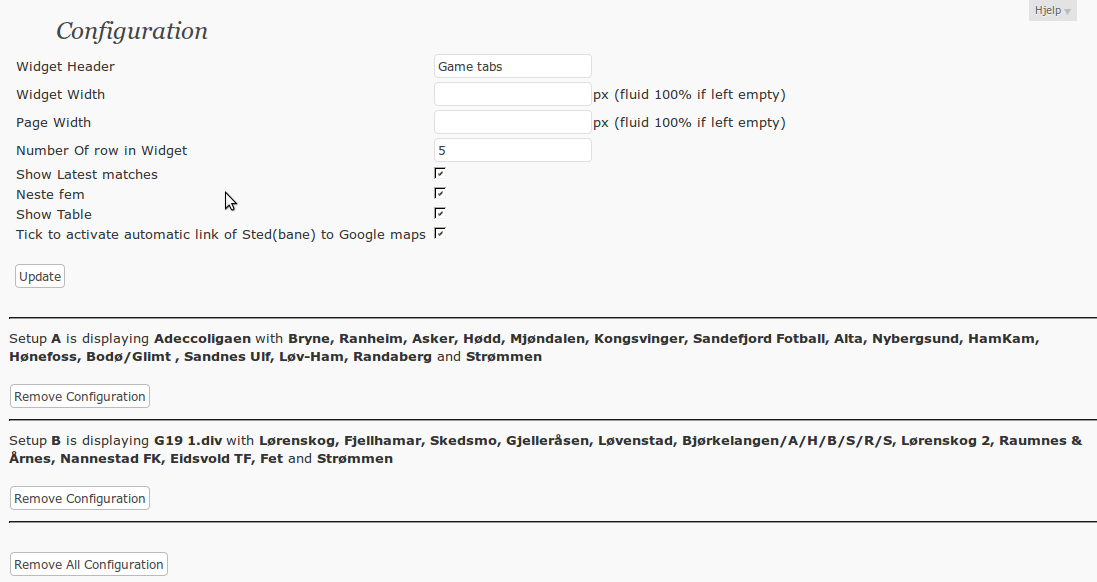 Hjelp
Configuration
Widget Header Game tabs
Widget Width px (fluid 100% if left empty)
Page Width px (fluid 100% if left empty)
Number Of row in Widget 5
Show Latest matches
Neste fem
Show Table
Tick to activate automatic link of Sted(bane) to Google maps
Update
Setup A is displaying Adeccoligaen with Bryne, Ranheim, Asker, Hødd, Mjøndalen, Kongsvinger, Sandefjord Fotball, Alta, Nybergsund, HamKam,
Hønefoss, Bodø/Glimt , Sandnes Ulf, Løv-Ham, Randaberg and Strømmen
Remove Configuration
Setup B is displaying G19 1.div with Lørenskog, Fjellhamar, Skedsmo, Gjelleråsen, Løvenstad, Bjørkelangen/A/H/B/S/R/S, Lørenskog 2, Raumnes &
Årnes, Nannestad FK, Eidsvold TF, Fet and Strømmen
Remove Configuration
Remove All Configuration